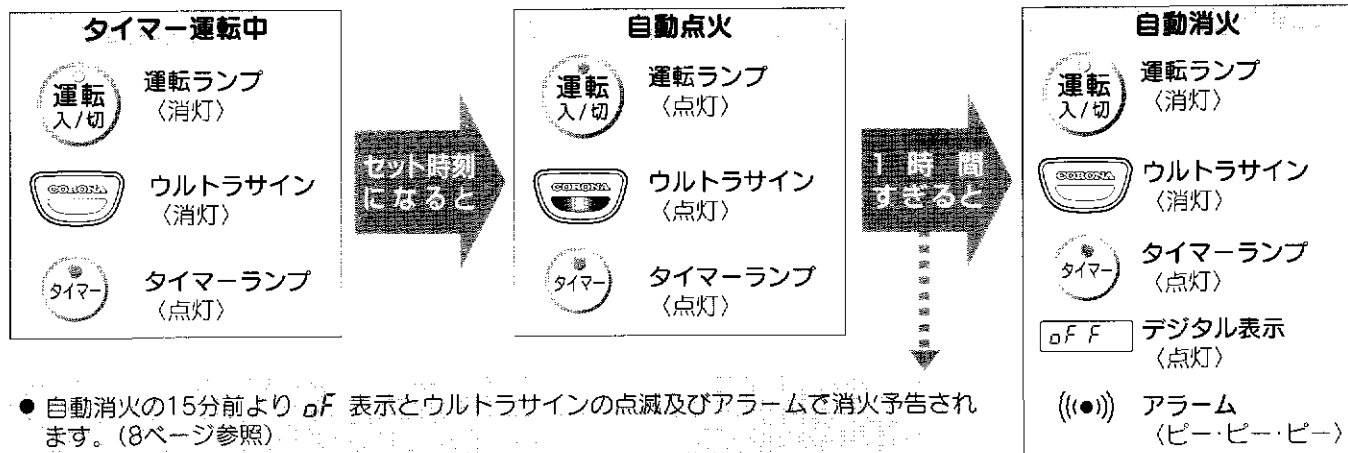 タイマー運転中
運転
入/切
運転ランプ
〈消灯〉
CORONA
ウルトラサイン
〈消灯〉
タイマー
タイマーランプ
〈点灯〉
セット時刻
になると
自動点火
運転
入/切
運転ランプ
〈点灯〉
CORONA
ウルトラサイン
〈点灯〉
タイマー
タイマーランプ
〈点灯〉
1時間
すぎると
自動消火
運転
入/切
運転ランプ
〈消灯〉
CORONA
ウルトラサイン
〈消灯〉
タイマー
タイマーランプ
〈点灯〉
oFF
デジタル表示
〈点灯〉
アラーム
〈ピー・ピー・ピー〉
● 自動消火の15分前より oF 表示とウルトラサインの点滅及びアラームで消火予告され
ます。(8ページ参照)